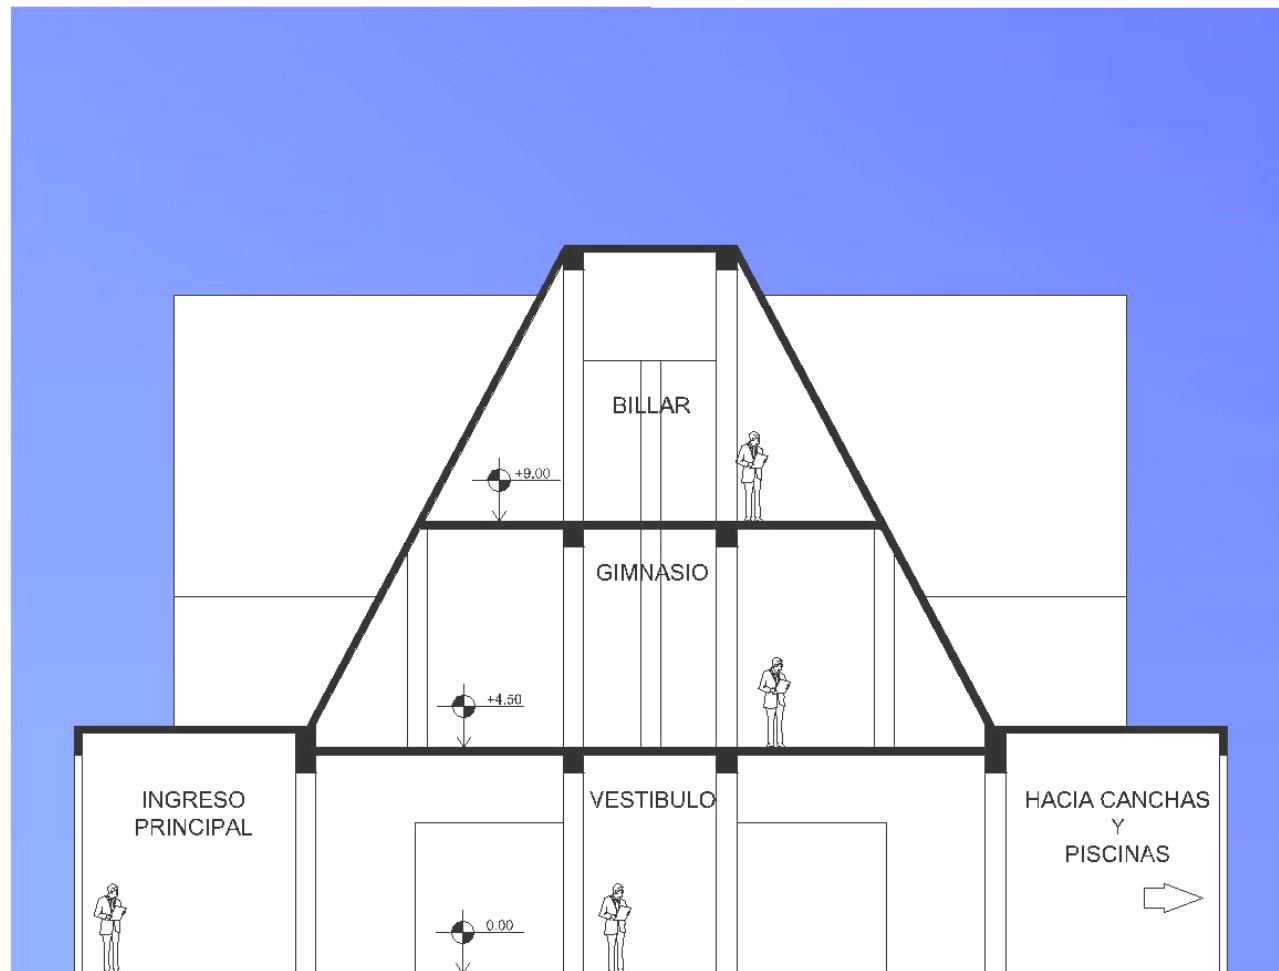 BILLAR
+9.00
GIMNASIO
+4.50
INGRESO
PRINCIPAL
VESTIBULO
HACIA CANCHAS
Y
PISCINAS
0.00